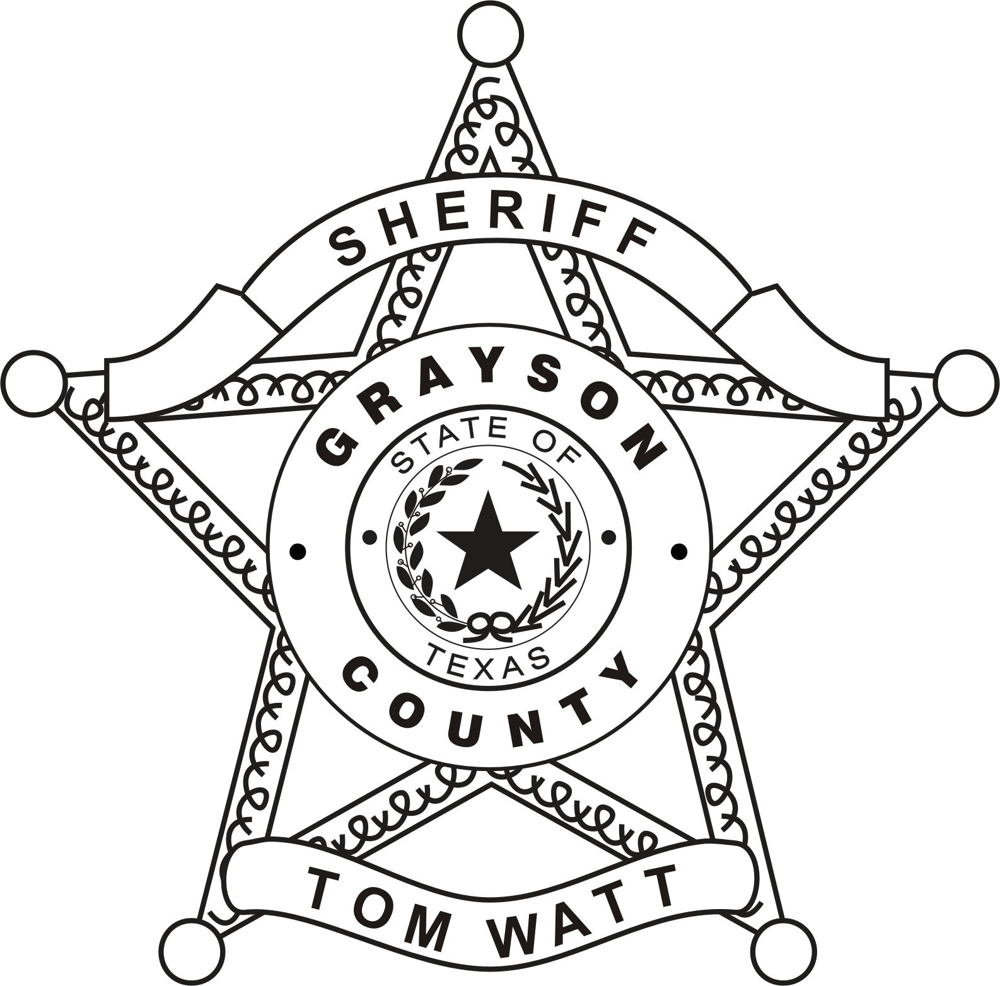 SHERIFF
GRAYSON
STATE OF
TEXAS
COUNTY
TOM WATT